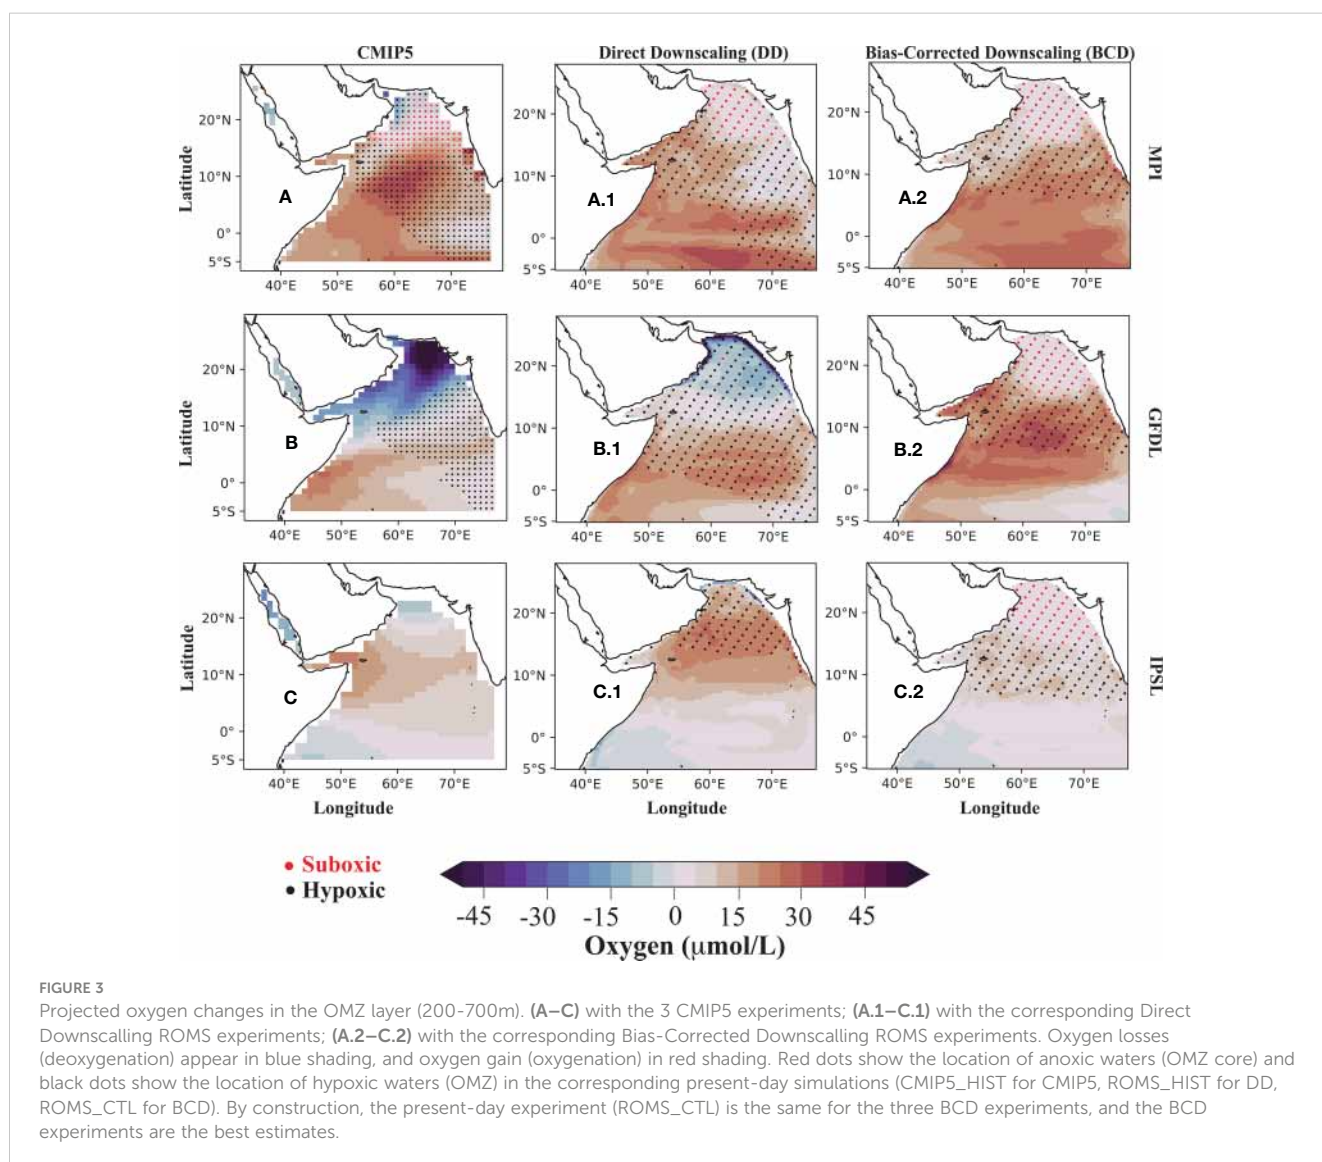 CMIP5
Direct Downscaling (DD)
Bias-Corrected Downscaling (BCD)
Latitude
20°N
10°N
0°
5°S
A
40°E 50°E 60°E 70°E
20°N
10°N
0°
5°S
A.1
40°E 50°E 60°E 70°E
20°N
10°N
0°
5°S
A.2
40°E 50°E 60°E 70°E
MPI
Latitude
20°N
10°N
0°
5°S
B
40°E 50°E 60°E 70°E
20°N
10°N
0°
5°S
B.1
40°E 50°E 60°E 70°E
20°N
10°N
0°
5°S
B.2
40°E 50°E 60°E 70°E
GFDL
Latitude
20°N
10°N
0°
5°S
C
40°E 50°E 60°E 70°E
Longitude
20°N
10°N
0°
5°S
C.1
40°E 50°E 60°E 70°E
Longitude
20°N
10°N
0°
5°S
C.2
40°E 50°E 60°E 70°E
Longitude
IPSL
Suboxic
Hypoxic
-45 -30 -15 0 15 30 45
Oxygen (µmol/L)
FIGURE 3
Projected oxygen changes in the OMZ layer (200-700m). (A–C) with the 3 CMIP5 experiments; (A.1–C.1) with the corresponding Direct
Downscalling ROMS experiments; (A.2–C.2) with the corresponding Bias-Corrected Downscalling ROMS experiments. Oxygen losses
(deoxygenation) appear in blue shading, and oxygen gain (oxygenation) in red shading. Red dots show the location of anoxic waters (OMZ core) and
black dots show the location of hypoxic waters (OMZ) in the corresponding present-day simulations (CMIP5_HIST for CMIP5, ROMS_HIST for DD,
ROMS_CTL for BCD). By construction, the present-day experiment (ROMS_CTL) is the same for the three BCD experiments, and the BCD
experiments are the best estimates.